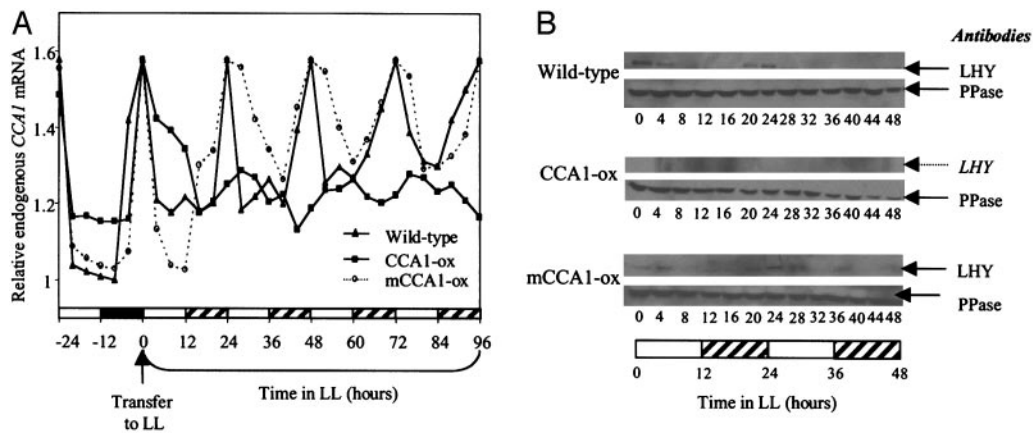 A
Relative endogenous CCA1 mRNA
1.6
1.4
1.2
1
Wild-type
CCA1-ox
mCCA1-ox
-24 -12 0 12 24 36 48 60 72 84 96
Transfer
to LL
Time in LL (hours)
B
Antibodies
Wild-type
LHY
PPase
0 4 8 12 16 20 24 28 32 36 40 44 48
CCA1-ox
LHY
PPase
0 4 8 12 16 20 24 28 32 36 40 44 48
mCCA1-ox
LHY
PPase
0 4 8 12 16 20 24 28 32 36 40 44 48
0 12 24 36 48
Time in LL (hours)